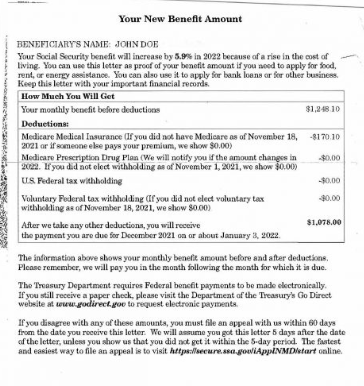 Your New Benefit Amount
BENEFICIARY'S NAME: JOHN DOE
Your Social Security benefit will increase by 5.9% in 2022 because of a rise in the cost of
living. You can use this letter as proof of your benefit amount if you need to apply for food,
rent, or energy assistance. You can also use it to apply for bank loans or for other business.
Keep this letter with your important financial records.
How Much You Will Get
Your monthly benefit before deductions $1,248.10
Deductions:
Medicare Medical Insurance (If you did not have Medicare as of November 18, -$170.10
2021 or if someone else pays your premium, we show $0.00)
Medicare Prescription Drug Plan (We will notify you if the amount changes in -$0.00
2022. If you did not elect withholding as of November 1, 2021, we show $0.00)
U.S. Federal tax withholding -$0.00
Voluntary Federal tax withholding (If you did not elect voluntary tax -$0.00
withholding as of November 18, 2021, we show $0.00)
After we take any other deductions, you will receive $1,078.00
the payment you are due for December 2021 on or about January 3, 2022.
The information above shows your monthly benefit amount before and after deductions.
Please remember, we will pay you in the month following the month for which it is due.
The Treasury Department requires Federal benefit payments to be made electronically.
If you still receive a paper check, please visit the Department of the Treasury's Go Direct
website at www.godirect.gov to request electronic payments.
If you disagree with any of these amounts, you must file an appeal with us within 60 days
from the date you receive this letter. We will assume you got this letter 5 days after the date
of the letter, unless you show us that you did not get it within the 5-day period. The fastest
and easiest way to file an appeal is to visit https://secure.ssa.gov/iApplNMD/start online.